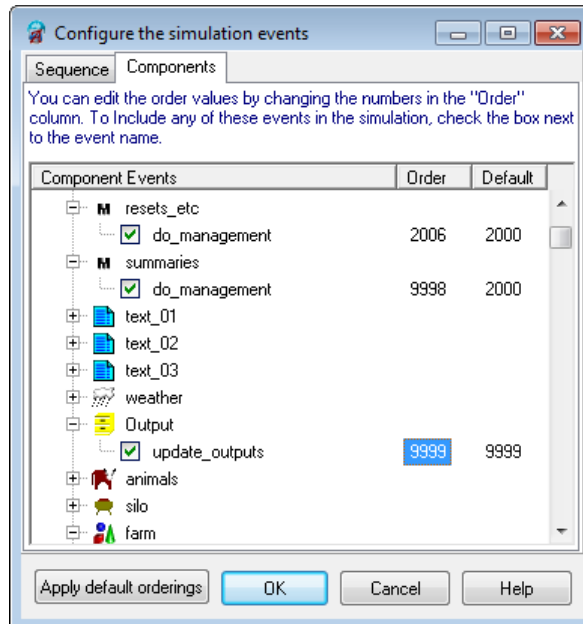 Configure the simulation events
Sequence Components
You can edit the order values by changing the numbers in the "Order"
column. To Include any of these events in the simulation, check the box next
to the event name.
Component Events Order Default
M resets_etc
do_management 2006 2000
M summaries
do_management 9998 2000
text_01
text_02
text_03
weather
Output
update_outputs 9999 9999
animals
silo
farm
Apply default orderings OK Cancel Help